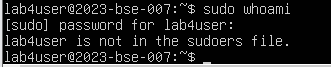 lab4user@2023-bse-007:~$ sudo whoami
[sudo] password for lab4user:
lab4user is not in the sudoers file.
lab4user@2023-bse-007:~$